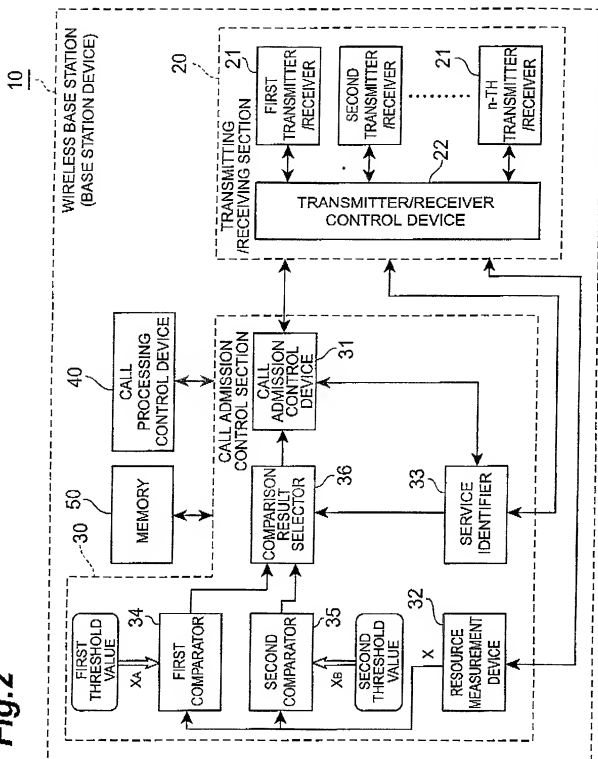 Fig.2
10
WIRELESS BASE STATION
(BASE STATION DEVICE)
40
CALL
PROCESSING
CONTROL DEVICE
50
MEMORY
30
20
TRANSMITTING
/RECEIVING SECTION
21
FIRST
TRANSMITTER
/RECEIVER
SECOND
TRANSMITTER
/RECEIVER
21
n-TH
TRANSMITTER
/RECEIVER
22
TRANSMITTER/RECEIVER
CONTROL DEVICE
CALL ADMISSION
CONTROL SECTION
31
CALL
ADMISSION
CONTROL
DEVICE
36
COMPARISON
RESULT
SELECTOR
33
SERVICE
IDENTIFIER
FIRST
THRESHOLD
VALUE
XA
34
FIRST
COMPARATOR
35
SECOND
COMPARATOR
XB
SECOND
THRESHOLD
VALUE
32
X
RESOURCE
MEASUREMENT
DEVICE